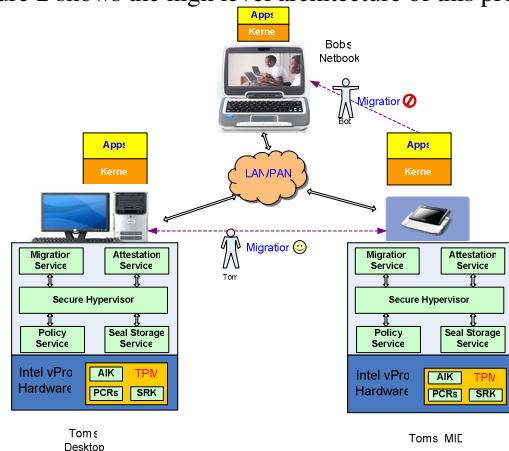 ure 2 shows the high level architecture of this pro
Apps
Kerne
Bobs
Netbook
Migratior
Bot
Apps
Kerne
Apps
Kerne
LAN/PAN
Migratior
Tom
Migration
Service
Attestation
Service
Secure Hypervisor
Policy
Service
Seal Storage
Service
Intel vPro
Hardware
AIK
TPM
PCRs
SRK
Migration
Service
Attestation
Service
Secure Hypervisor
Policy
Service
Seal Storage
Service
Intel vPro
Hardware
AIK
TPM
PCRs
SRK
Toms
Desktop
Toms MID